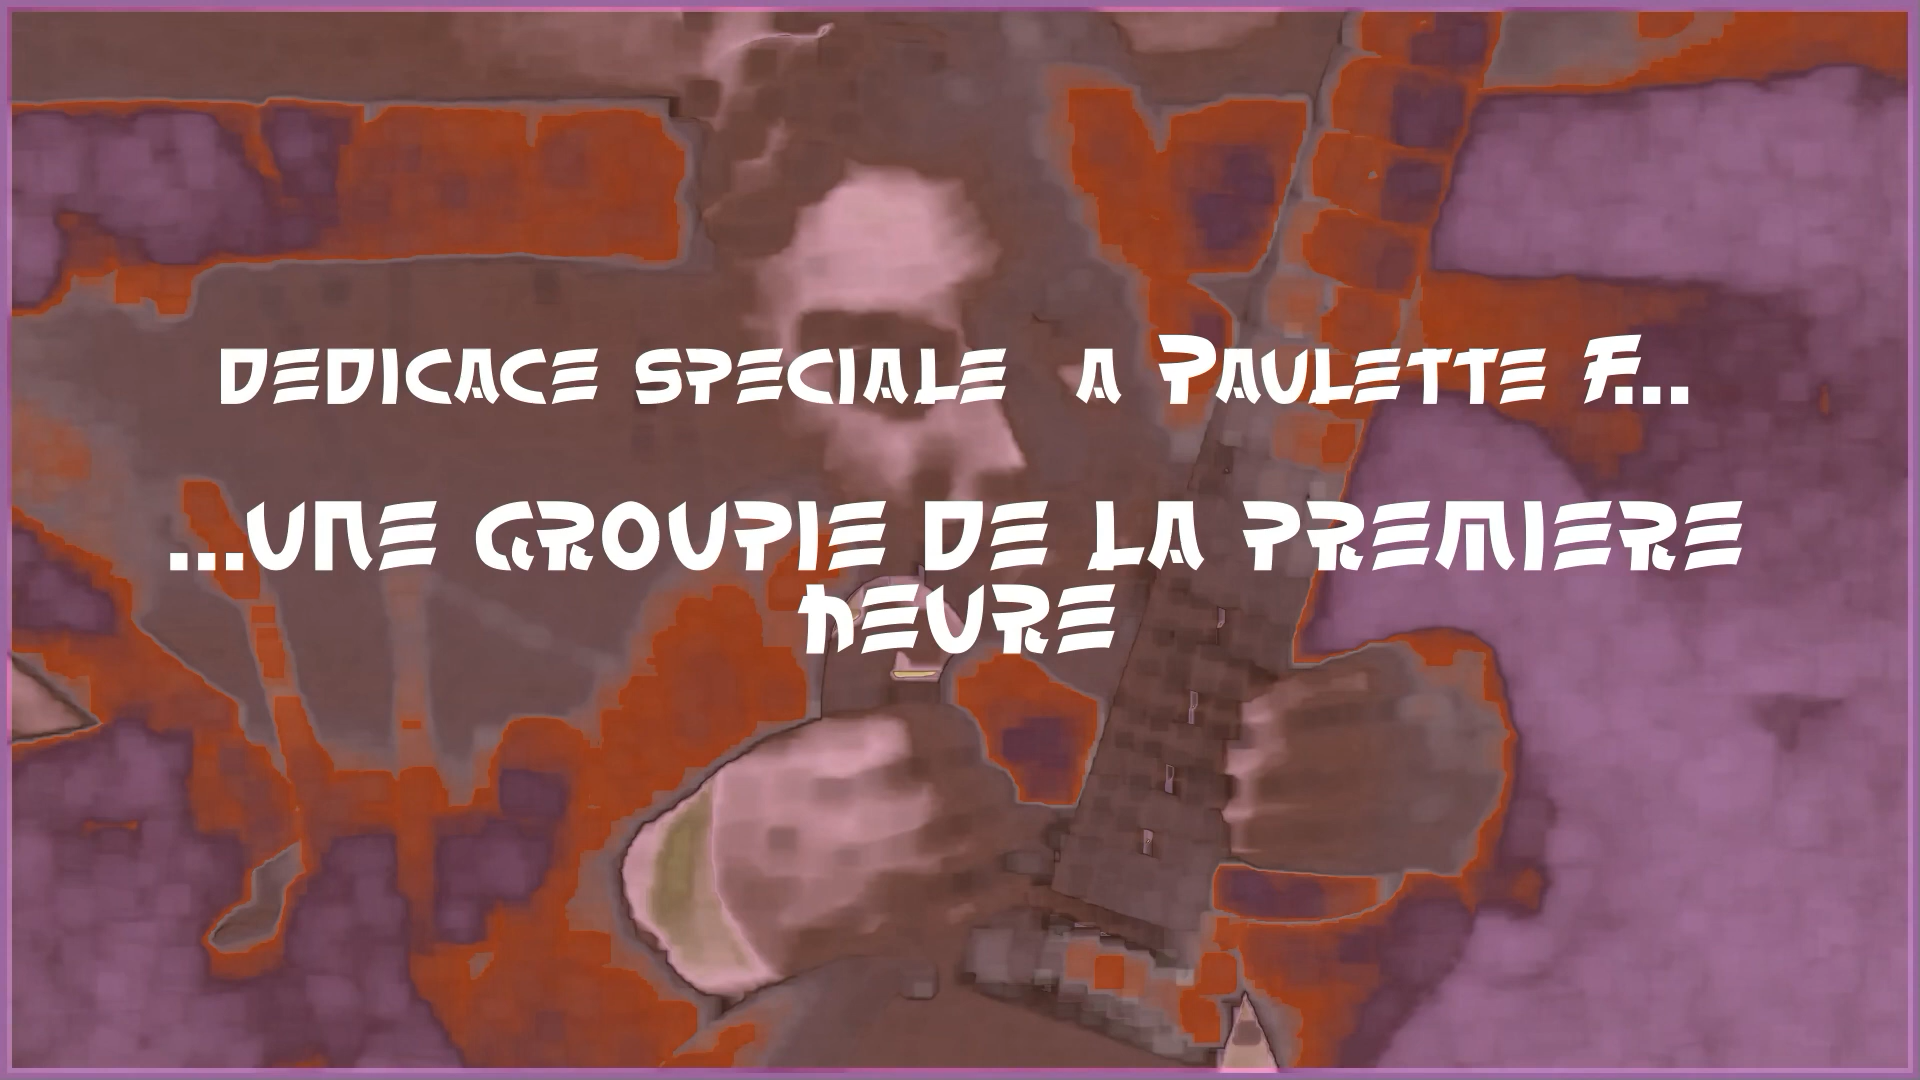 DEDICACE SPECIALE A PAULETTE F...
...UNE GROUPIE DE LA PREMIERE
HEURE